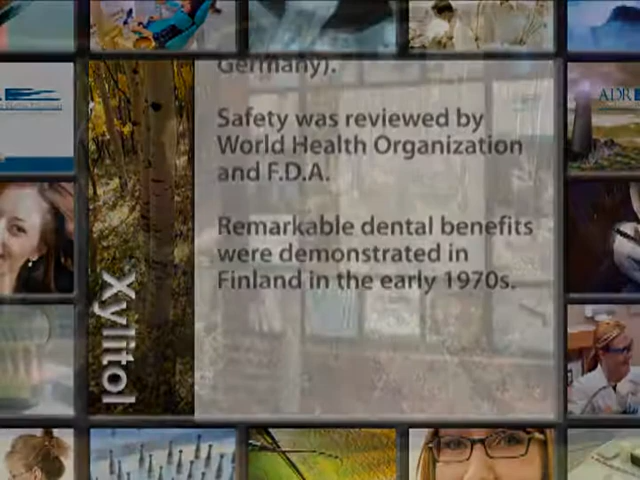 Germany).
Safety was reviewed by
World Health Organization
and F.D.A.
Remarkable dental benefits
were demonstrated in
Finland in the early 1970s.
Xylitol
ADR